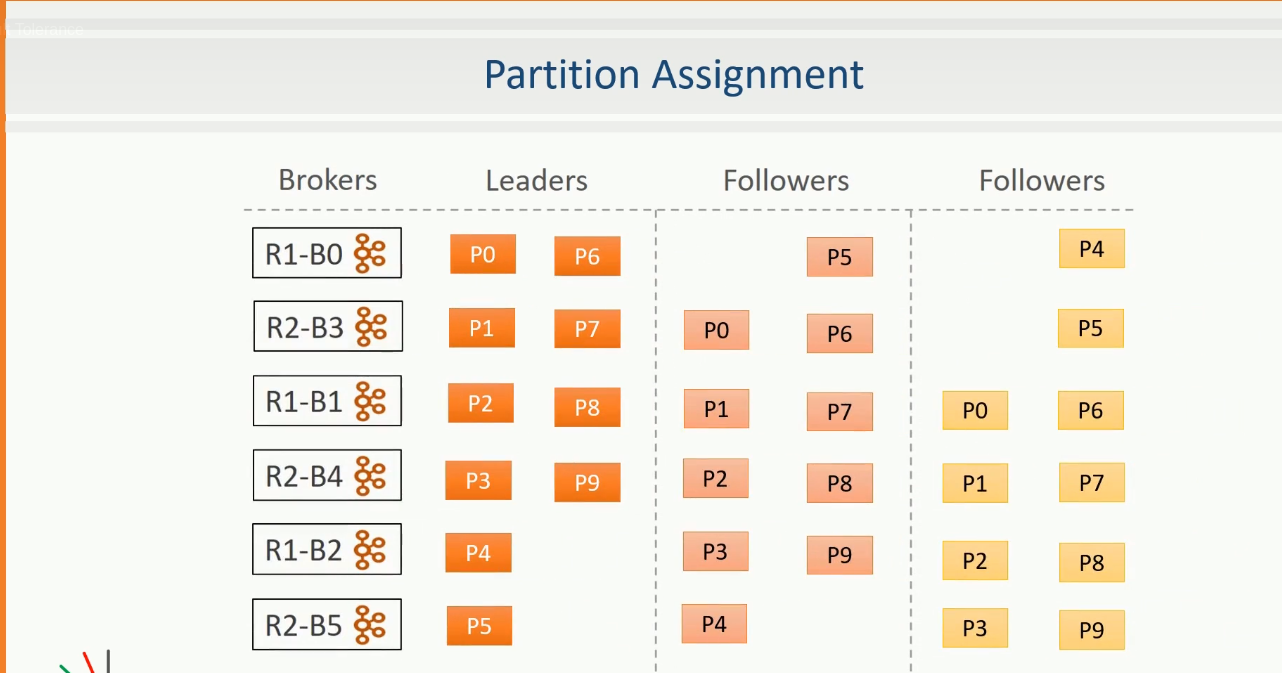 Tolerance
Partition Assignment
Brokers Leaders Followers Followers
R1-B0 P0 P6 P5 P4
R2-B3 P1 P7 P0 P6 P5
R1-B1 P2 P8 P1 P7 P0 P6
R2-B4 P3 P9 P2 P8 P1 P7
R1-B2 P4 P3 P9 P2 P8
R2-B5 P5 P4 P3 P9